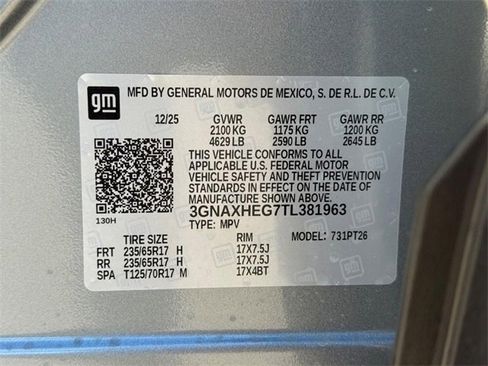 gm
MFD BY GENERAL MOTORS DE MEXICO, S. DE R.L. DE C.V.
12/25 GVWR GAWR FRT GAWR RR
2100 KG 1175 KG 1200 KG
4629 LB 2590 LB 2645 LB
THIS VEHICLE CONFORMS TO ALL
APPLICABLE U.S. FEDERAL MOTOR
VEHICLE SAFETY AND THEFT PREVENTION
STANDARDS IN EFFECT ON THE DATE OF
MANUFACTURE SHOWN ABOVE.
130H
3GNAXHEG7TL381963
TYPE: MPV MODEL: 731PT26
TIRE SIZE RIM
FRT 235/65R17 H 17X7.5J
RR 235/65R17 H 17X7.5J
SPA T125/70R17 M 17X4BT